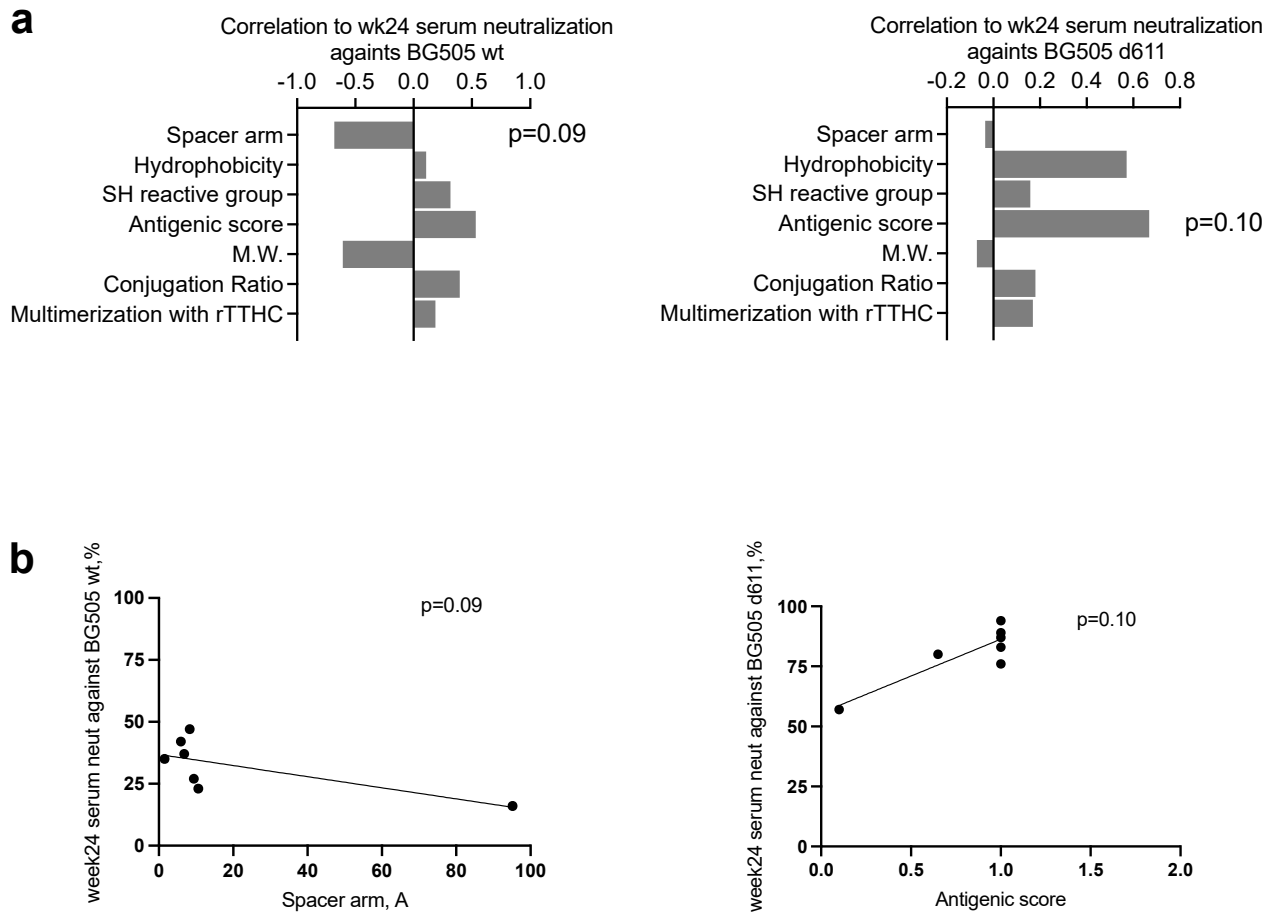 a
Correlation to wk24 serum neutralization
againts BG505 wt
-1.0 -0.5 0.0 0.5 1.0
Spacer arm
p=0.09
Hydrophobicity
SH reactive group
Antigenic score
M.W.
Conjugation Ratio
Multimerization with rTTHC
Correlation to wk24 serum neutralization
againts BG505 d611
-0.2 0.0 0.2 0.4 0.6 0.8
Spacer arm
Hydrophobicity
SH reactive group
Antigenic score
p=0.10
M.W.
Conjugation Ratio
Multimerization with rTTHC
b
week24 serum neut against BG505 wt,%
100
75
50
25
0
p=0.09
0 20 40 60 80 100
Spacer arm, A
week24 serum neut against BG505 d611,%
100
75
50
25
0
p=0.10
0.0 0.5 1.0 1.5 2.0
Antigenic score